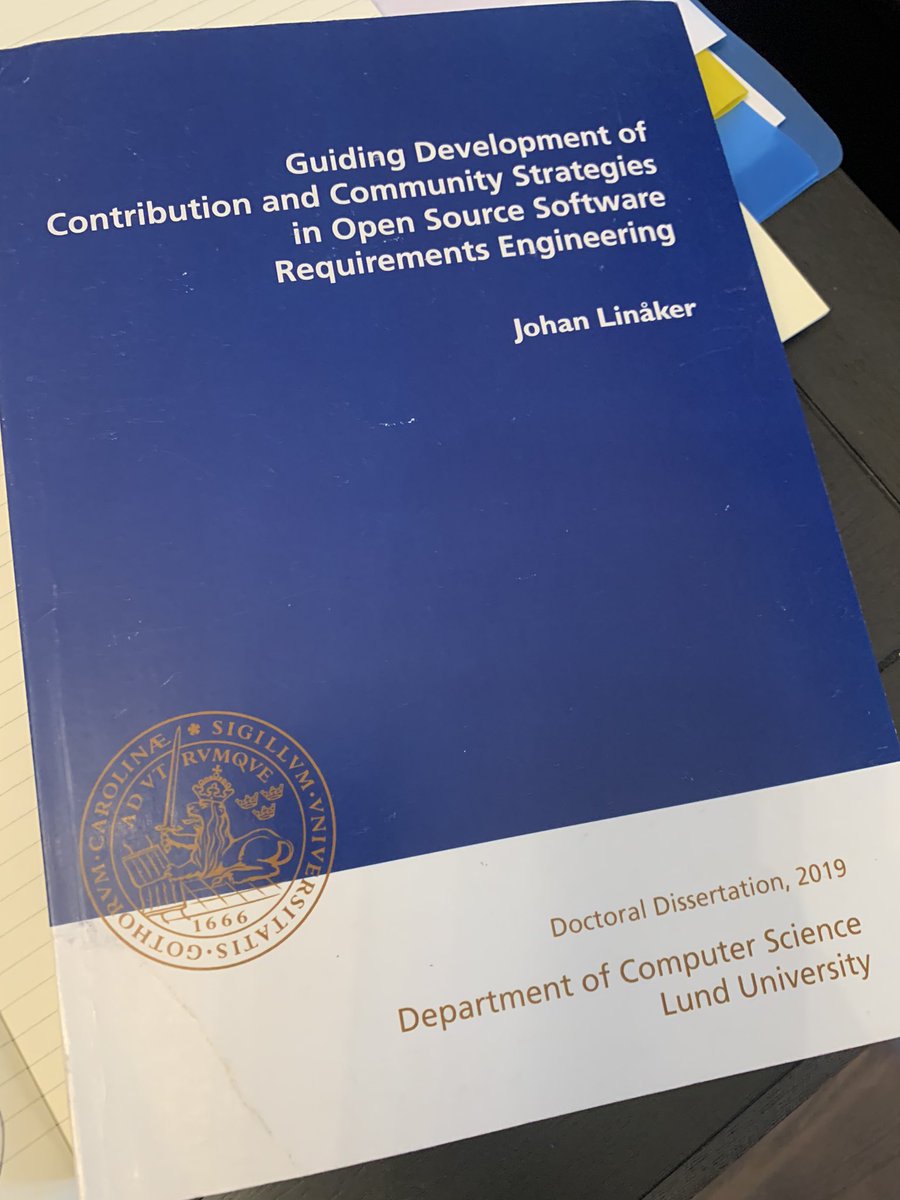 Guiding Development of
Contribution and Community Strategies
in Open Source Software
Requirements Engineering
Johan Linåker
SIGILLVM · VNIVERSITATIS · GOTHORVM · CAROLINÆ
AD VTRVMQVE
1666
Doctoral Dissertation, 2019
Department of Computer Science
Lund University